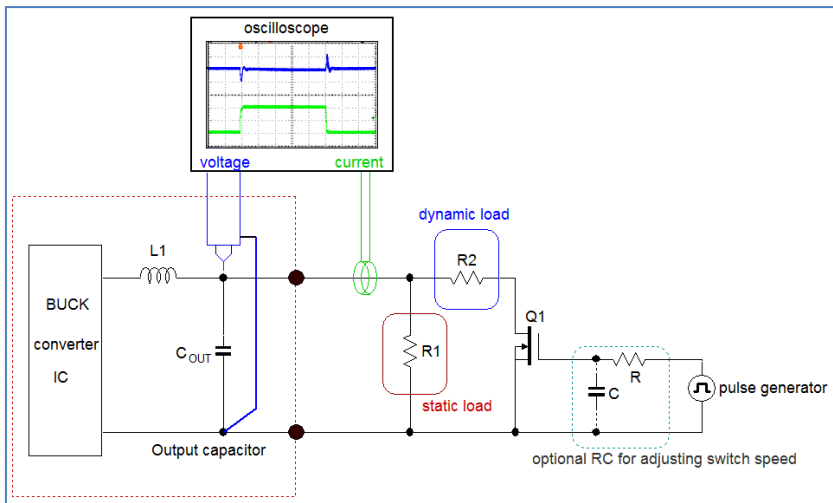 oscilloscope
voltage
current
dynamic load
L1
R2
BUCK
converter
IC
C OUT
R1
Q1
R
C
pulse generator
static load
Output capacitor
optional RC for adjusting switch speed